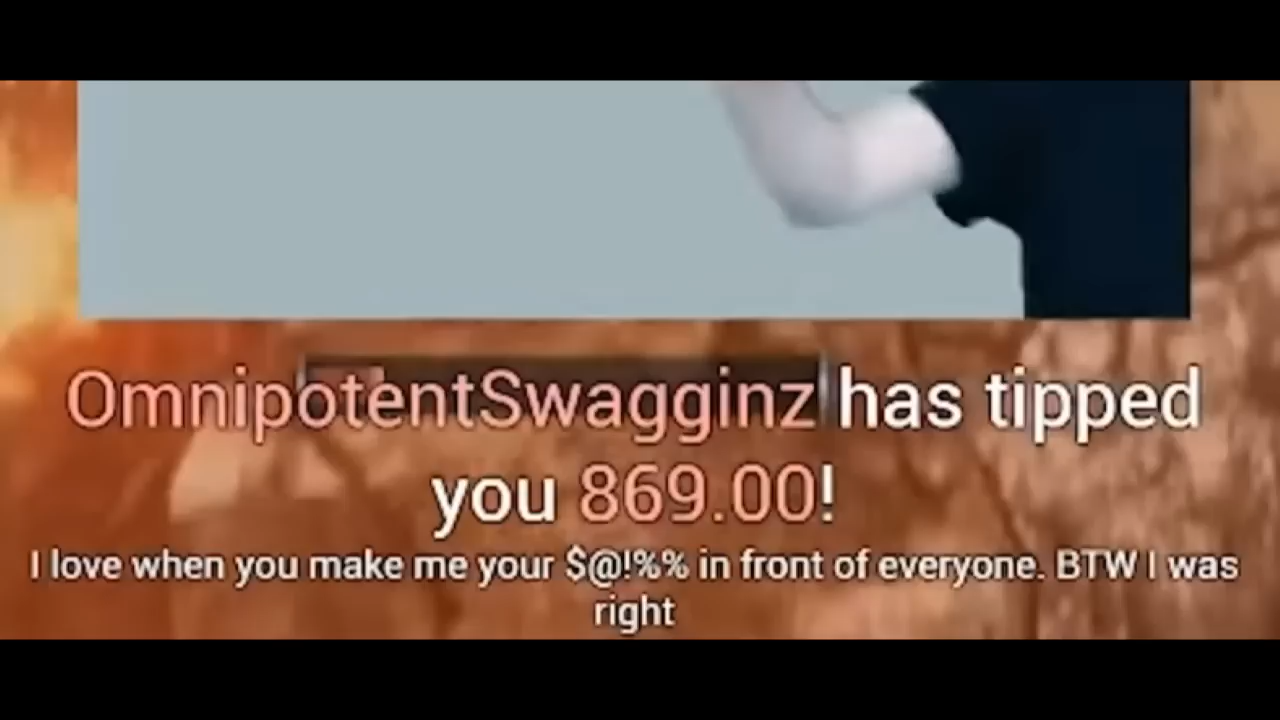 OmnipotentSwagginz has tipped
you 869.00!
I love when you make me your $@!%% in front of everyone. BTW I was
right